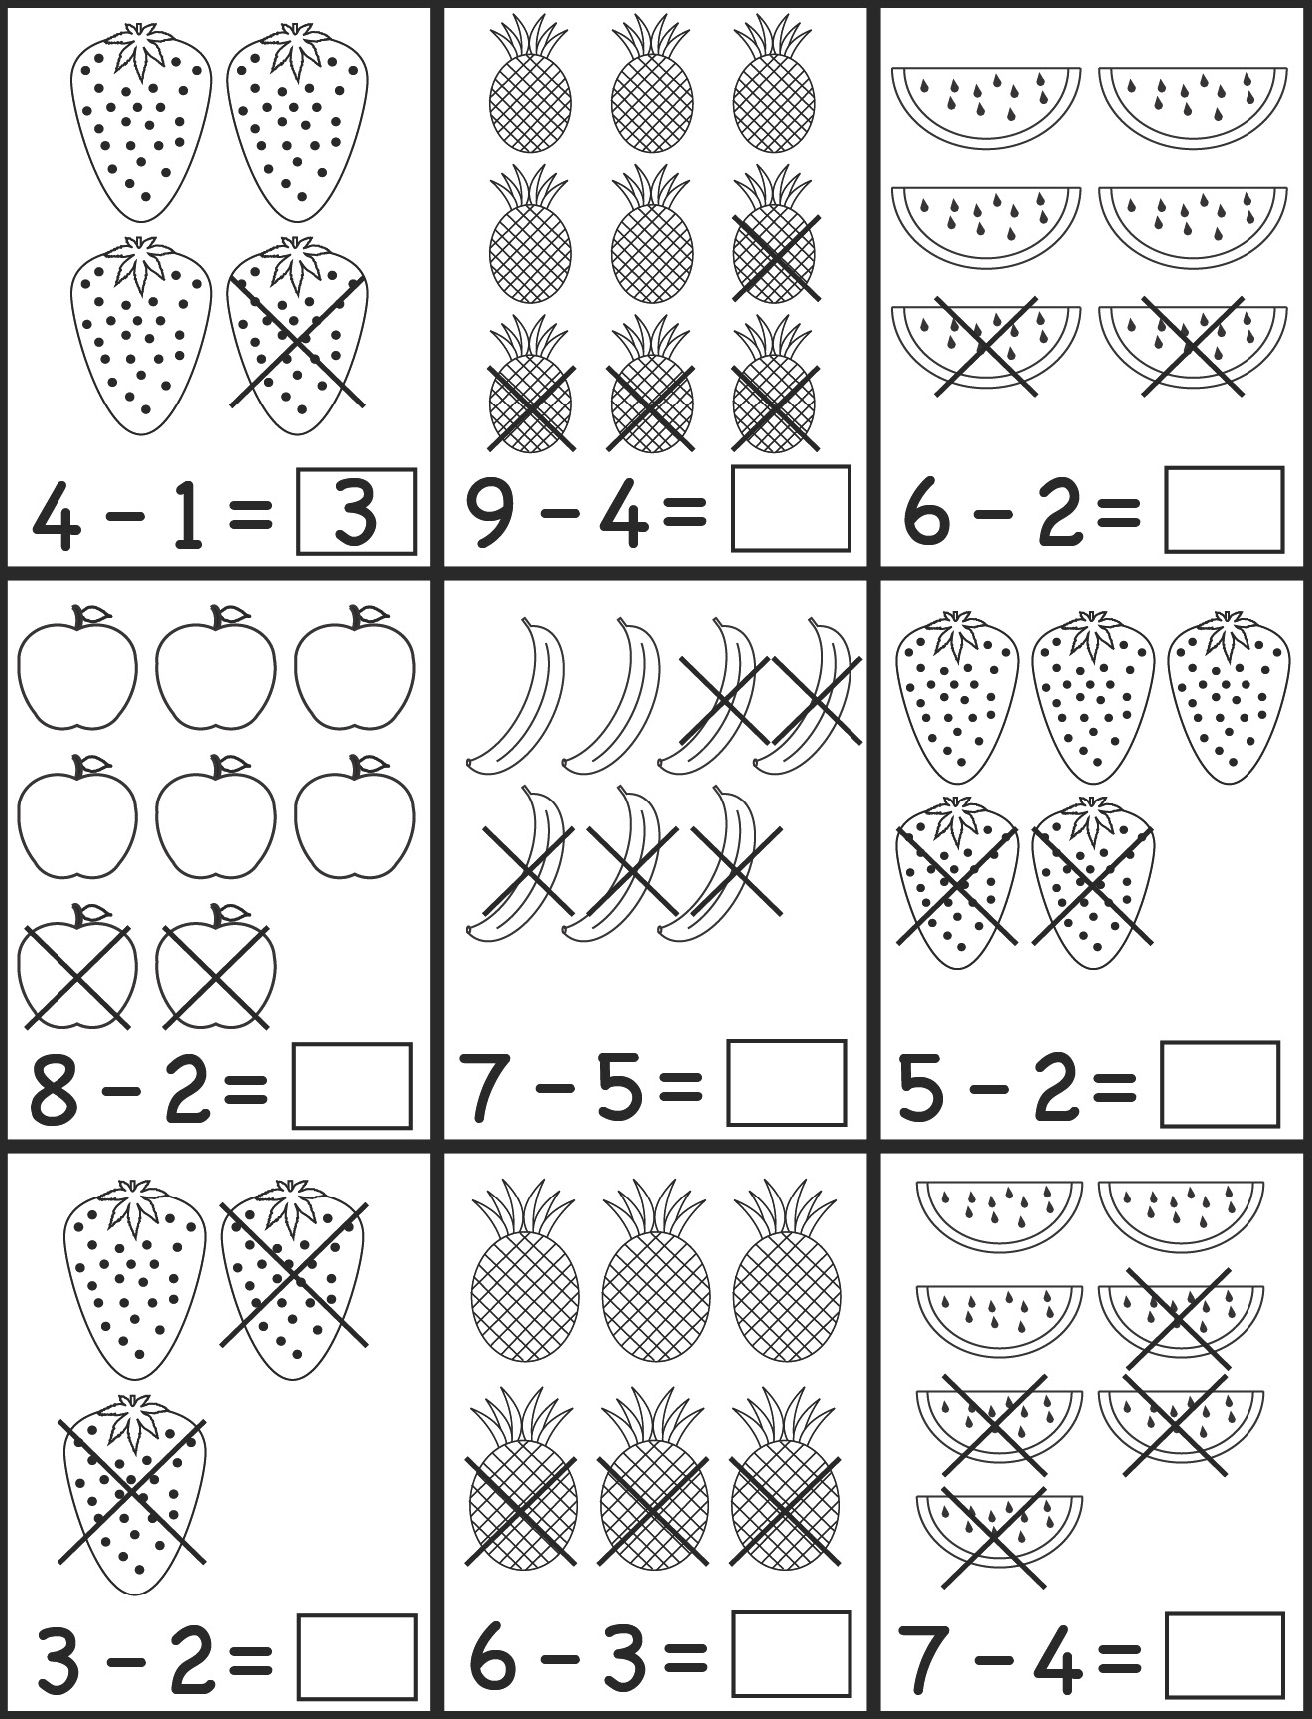 4 - 1 = 3
9 - 4 =
6 - 2 =
8 - 2 =
7 - 5 =
5 - 2 =
3 - 2 =
6 - 3 =
7 - 4 =